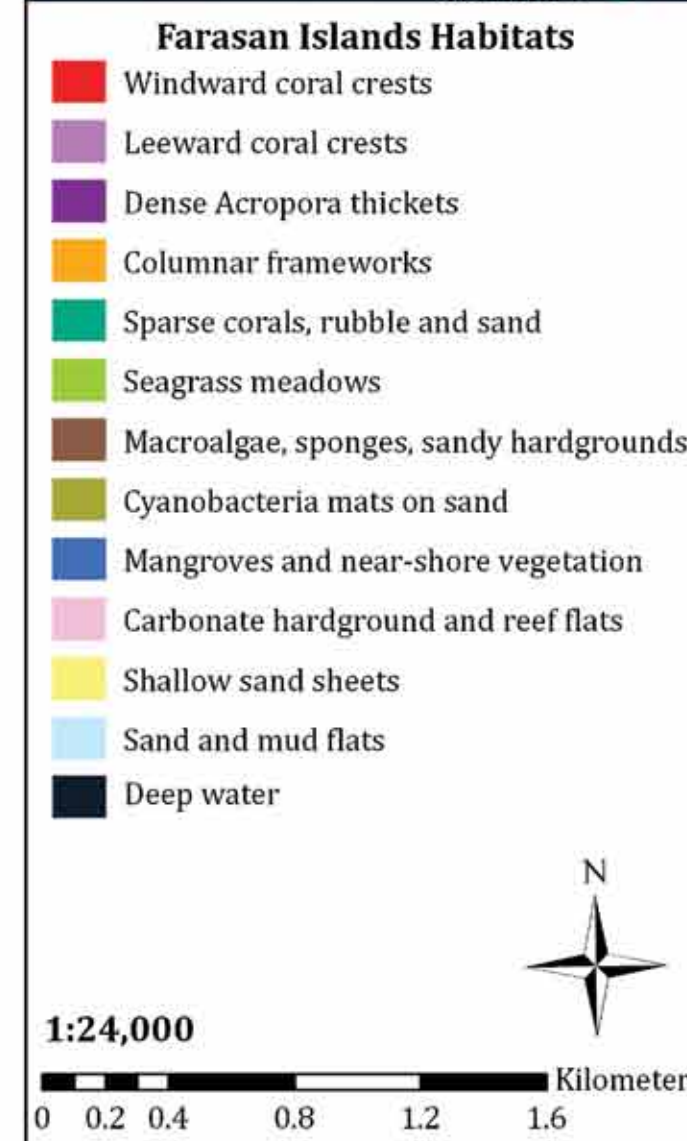 Farasan Islands Habitats
Windward coral crests
Leeward coral crests
Dense Acropora thickets
Columnar frameworks
Sparse corals, rubble and sand
Seagrass meadows
Macroalgae, sponges, sandy hardgrounds
Cyanobacteria mats on sand
Mangroves and near-shore vegetation
Carbonate hardground and reef flats
Shallow sand sheets
Sand and mud flats
Deep water
N
1:24,000
Kilometer
0 0.2 0.4 0.8 1.2 1.6